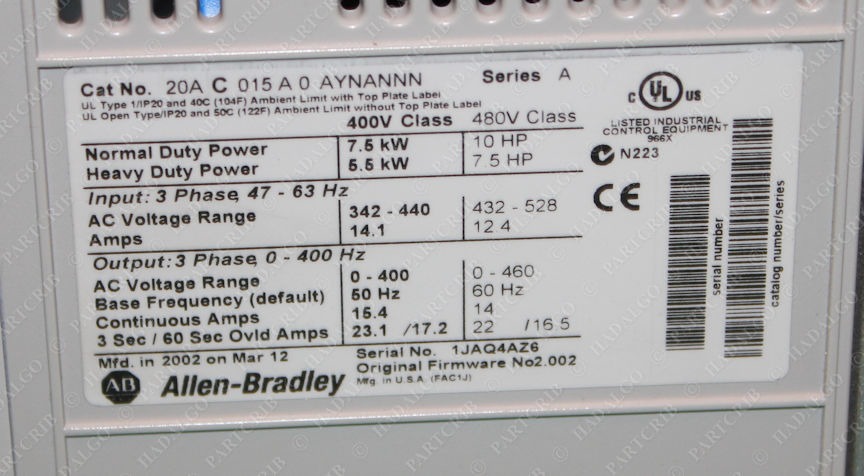 Cat No. 20A C 015 A 0 AYNANNN Series A
UL Type 1/IP20 and 40C (104F) Ambient Limit with Top Plate Label
UL Open Type/IP20 and 50C (122F) Ambient Limit without Top Plate Label
400V Class 480V Class
Normal Duty Power 7.5 kW 10 HP
Heavy Duty Power 5.5 kW 7.5 HP
Input: 3 Phase, 47 - 63 Hz
AC Voltage Range 342 - 440 432 - 528
Amps 14.1 12 4
Output: 3 Phase, 0 - 400 Hz
AC Voltage Range 0 - 400 0 - 460
Base Frequency (default) 50 Hz 60 Hz
Continuous Amps 15.4 14
3 Sec / 60 Sec Ovld Amps 23.1 /17.2 22 /16 5
Mfd. in 2002 on Mar 12 Serial No. 1JAQ4AZ6
Original Firmware No2.002
AB Allen-Bradley Mfg. in U.S.A. (FAC1J)
C UL US
LISTED INDUSTRIAL
CONTROL EQUIPMENT
966X
N223
CE
serial number
catalog number/series
© HADALGO PARTCRIB